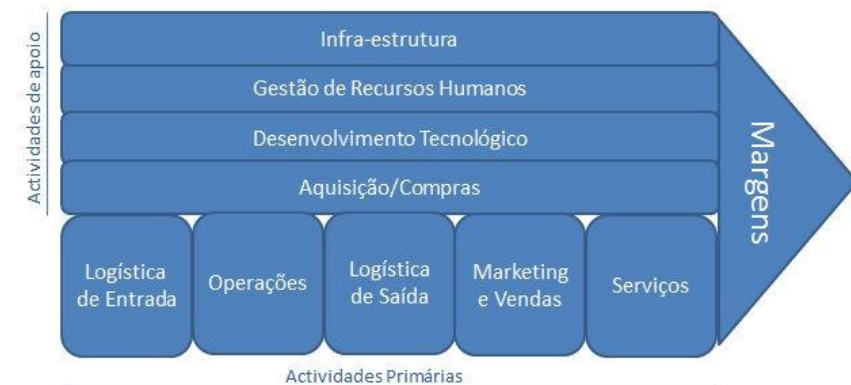 Actividades de apoio
Infra-estrutura
Gestão de Recursos Humanos
Desenvolvimento Tecnológico
Aquisição/Compras
Margens
Logística
de Entrada
Operações
Logística
de Saída
Marketing
e Vendas
Serviços
Actividades Primárias